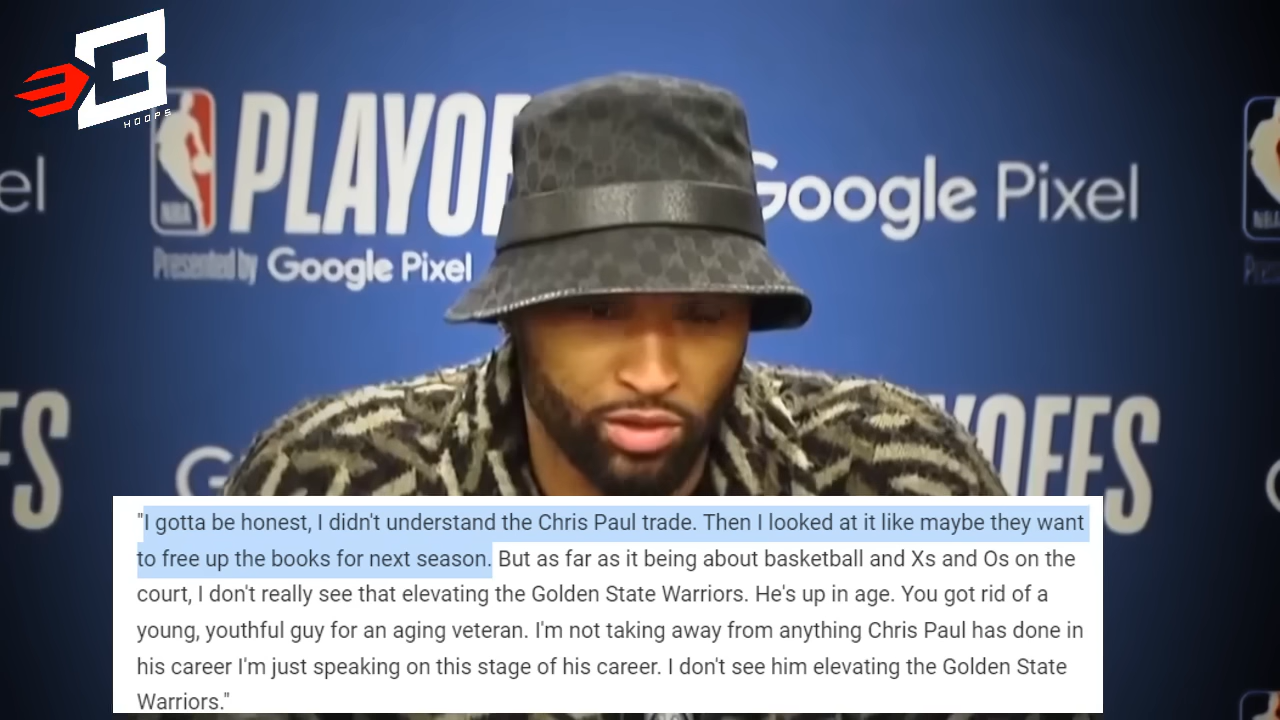 B
HOOPS
NBA
PLAYOF
Google Pixel
el
Presented by Google Pixel
NBA
FS
YOFFS
G
"I gotta be honest, I didn't understand the Chris Paul trade. Then I looked at it like maybe they want
to free up the books for next season. But as far as it being about basketball and Xs and Os on the
court, I don't really see that elevating the Golden State Warriors. He's up in age. You got rid of a
young, youthful guy for an aging veteran. I'm not taking away from anything Chris Paul has done in
his career I'm just speaking on this stage of his career. I don't see him elevating the Golden State
Warriors."